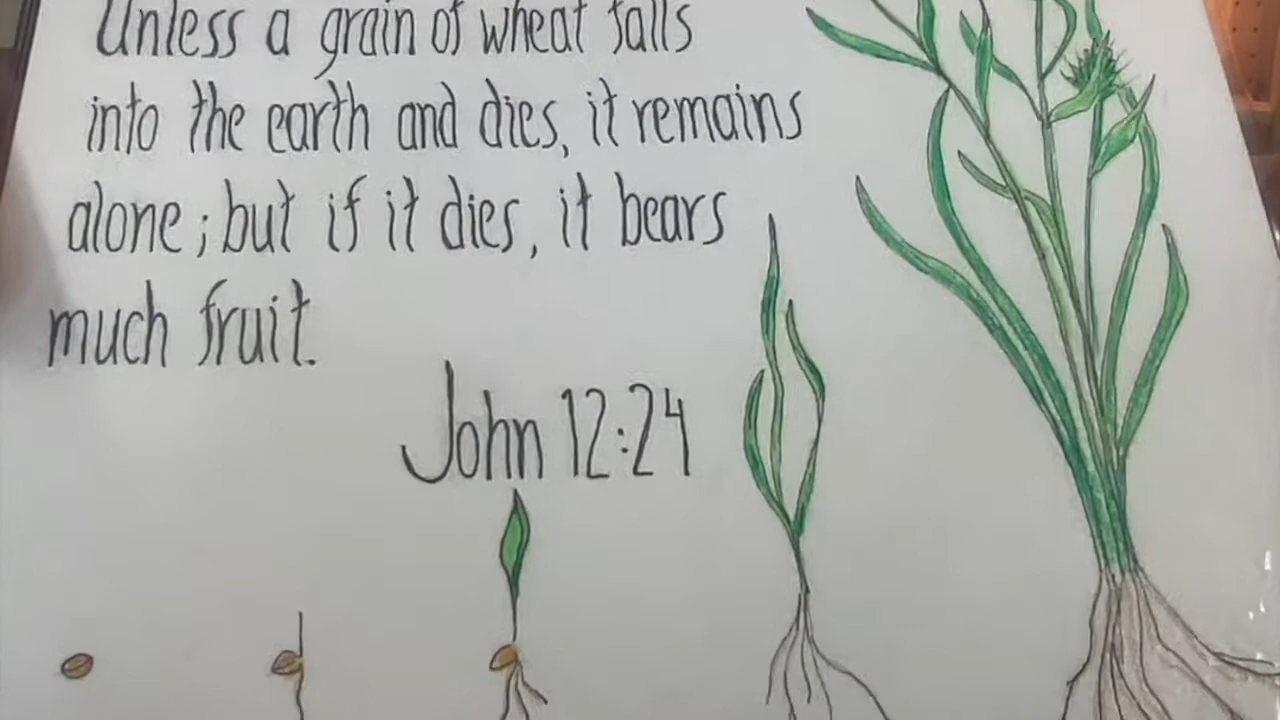 Unless a grain of wheat falls
into the earth and dies, it remains
alone; but if it dies, it bears
much fruit.
John 12:24